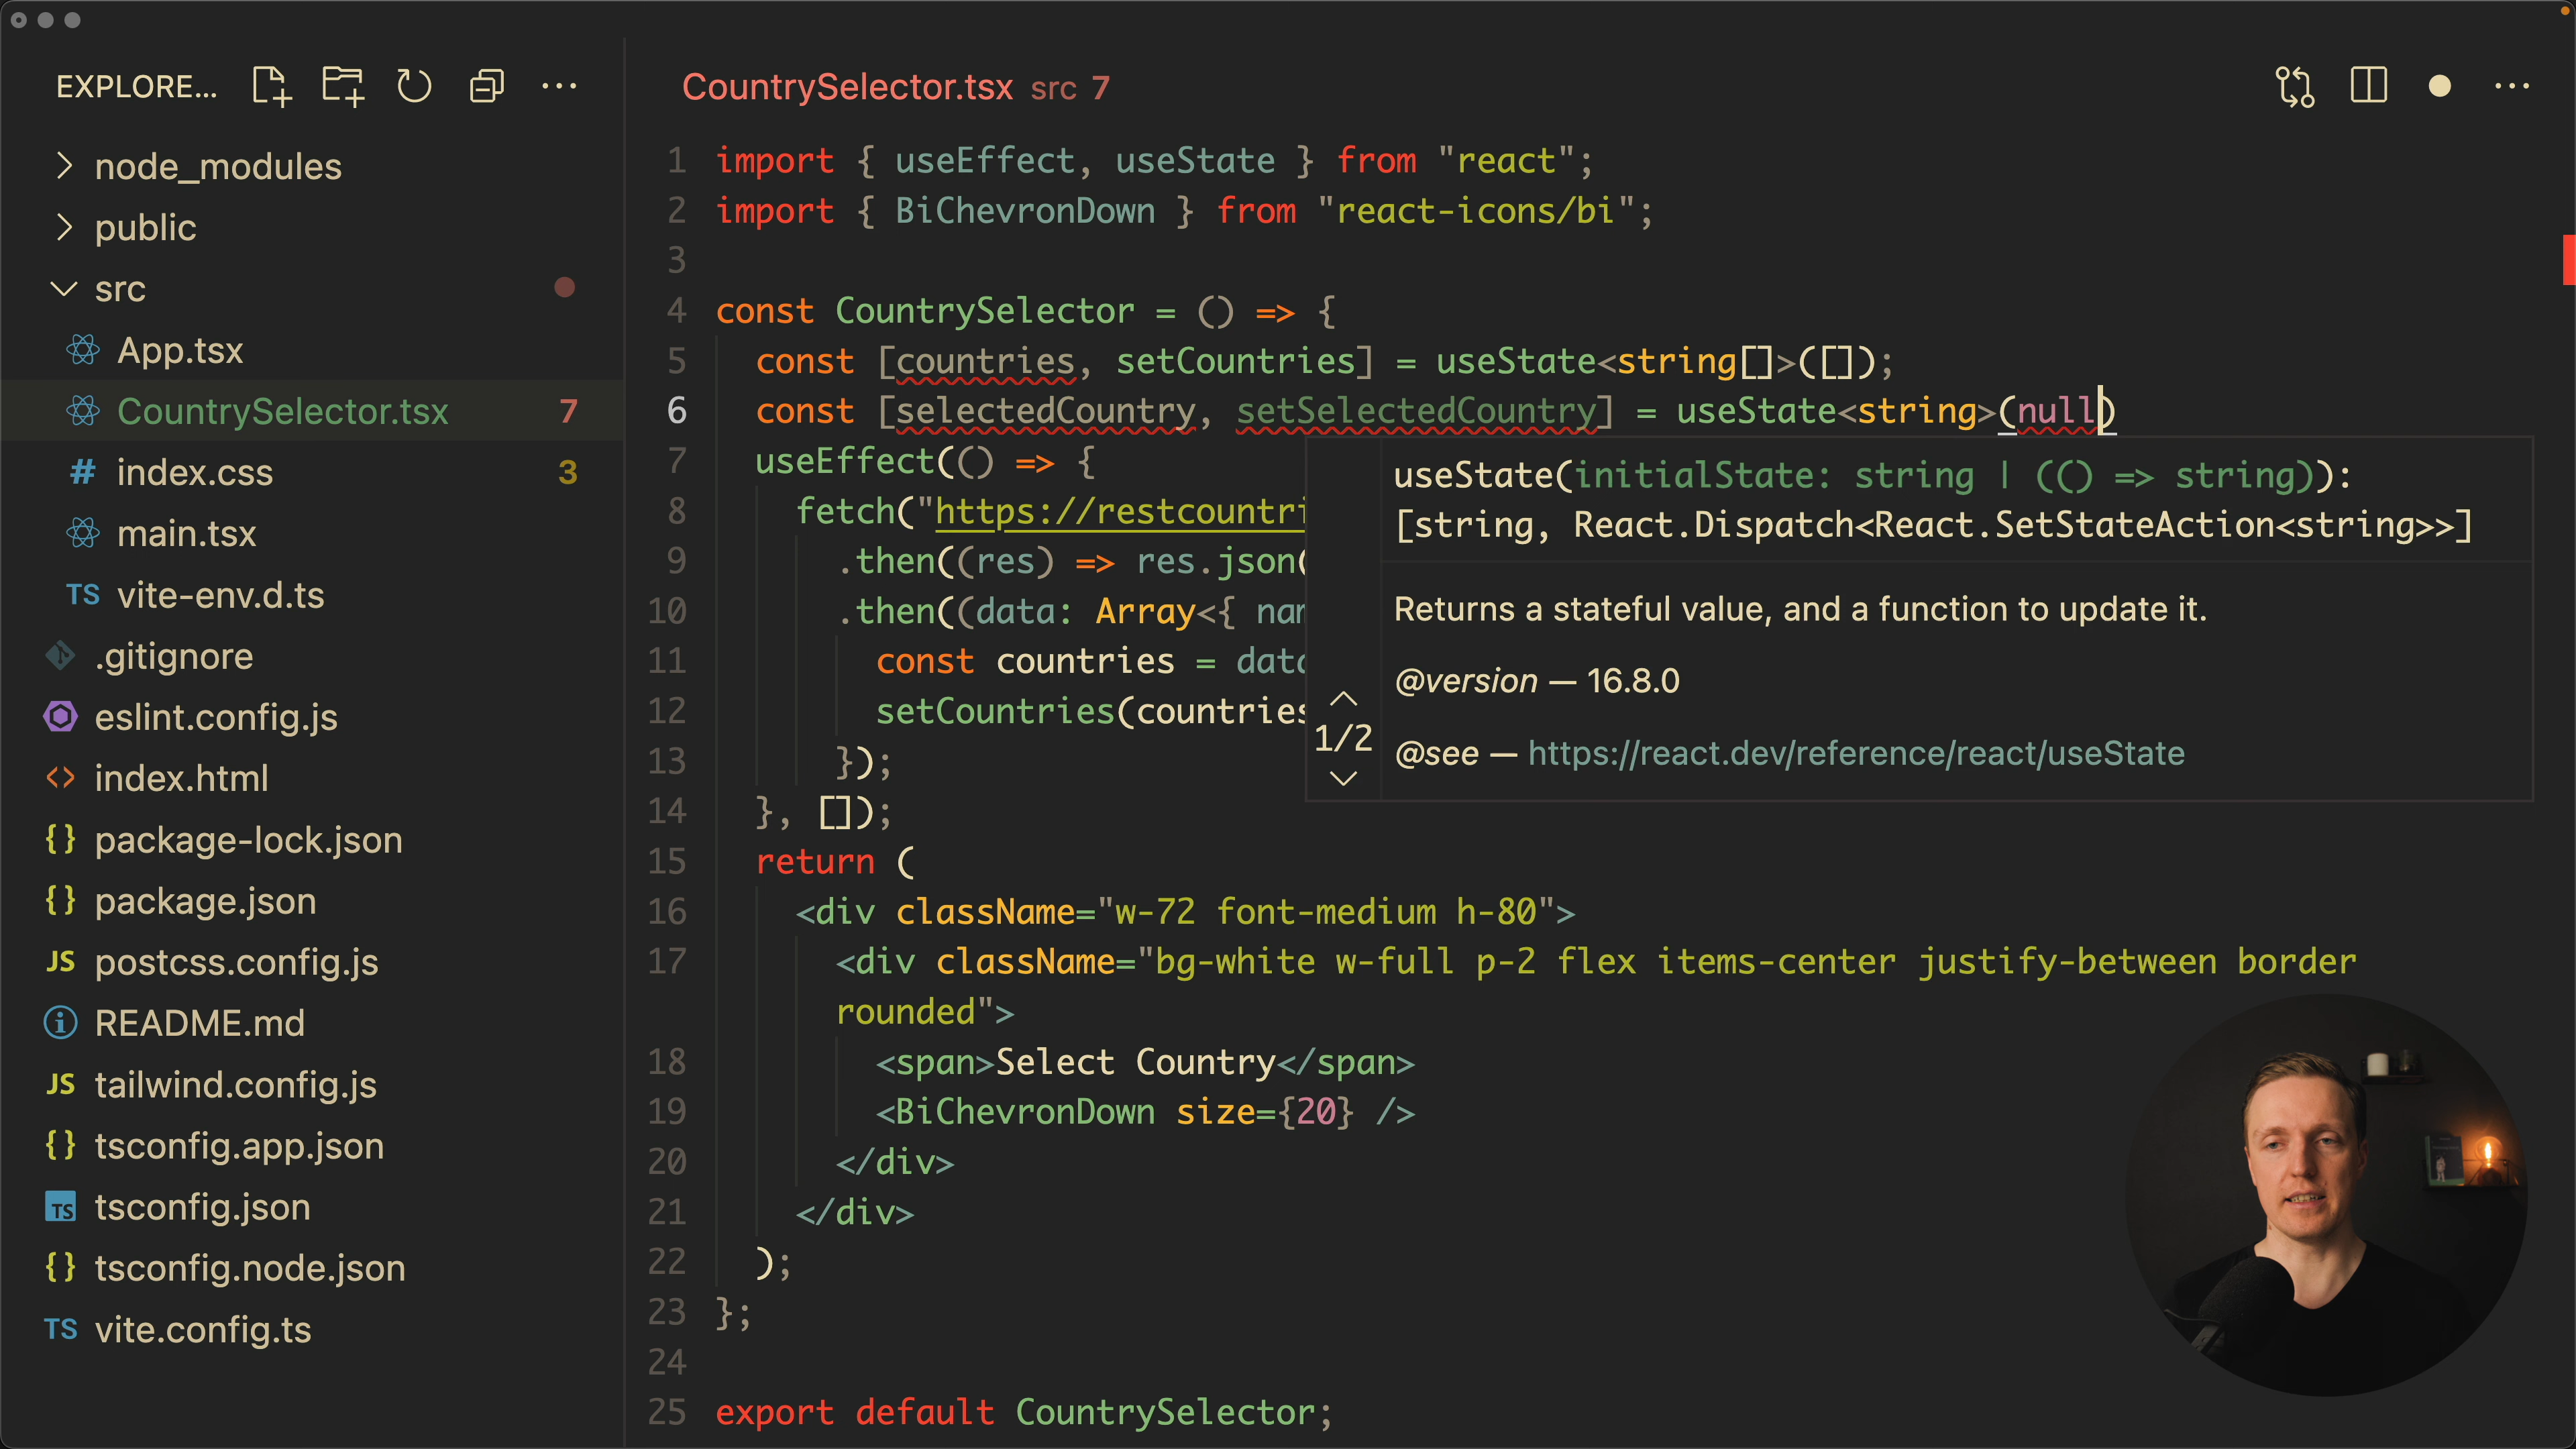 EXPLORE...
node_modules
public
src
App.tsx
CountrySelector.tsx 7
index.css 3
main.tsx
TS vite-env.d.ts
.gitignore
eslint.config.js
index.html
package-lock.json
package.json
JS postcss.config.js
README.md
JS tailwind.config.js
tsconfig.app.json
TS tsconfig.json
tsconfig.node.json
TS vite.config.ts
CountrySelector.tsx src 7
1 import { useEffect, useState } from "react";
2 import { BiChevronDown } from "react-icons/bi";
3
4 const CountrySelector = () => {
5 const [countries, setCountries] = useState<string[]>([]);
6 const [selectedCountry, setSelectedCountry] = useState<string>(null)
7 useEffect(() => {
8 fetch("https://restcountri
9 .then((res) => res.json(
10 .then((data: Array<{ nam
11 const countries = data
12 setCountries(countries
13 });
14 }, []);
15 return (
16 <div className="w-72 font-medium h-80">
17 <div className="bg-white w-full p-2 flex items-center justify-between border
rounded">
18 <span>Select Country</span>
19 <BiChevronDown size={20} />
20 </div>
21 </div>
22 );
23 };
24
25 export default CountrySelector;
useState(initialState: string | (() => string)):
[string, React.Dispatch<React.SetStateAction<string>>]
Returns a stateful value, and a function to update it.
@version — 16.8.0
1/2
@see — https://react.dev/reference/react/useState